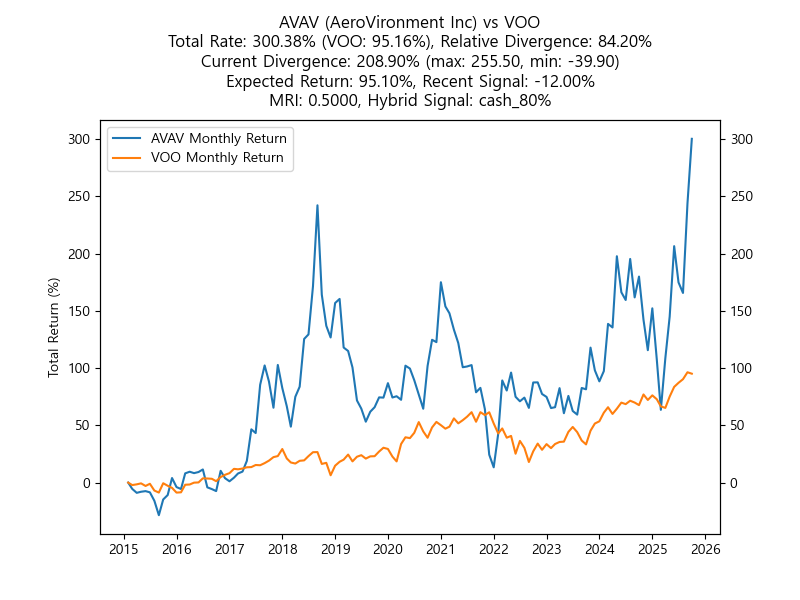 AVAV (AeroVironment Inc) vs VOO
Total Rate: 300.38% (VOO: 95.16%), Relative Divergence: 84.20%
Current Divergence: 208.90% (max: 255.50, min: -39.90)
Expected Return: 95.10%, Recent Signal: -12.00%
MRI: 0.5000, Hybrid Signal: cash_80%
AVAV Monthly Return
VOO Monthly Return
Total Return (%)
300 300
250 250
200 200
150 150
100 100
50 50
0 0
2015 2016 2017 2018 2019 2020 2021 2022 2023 2024 2025 2026